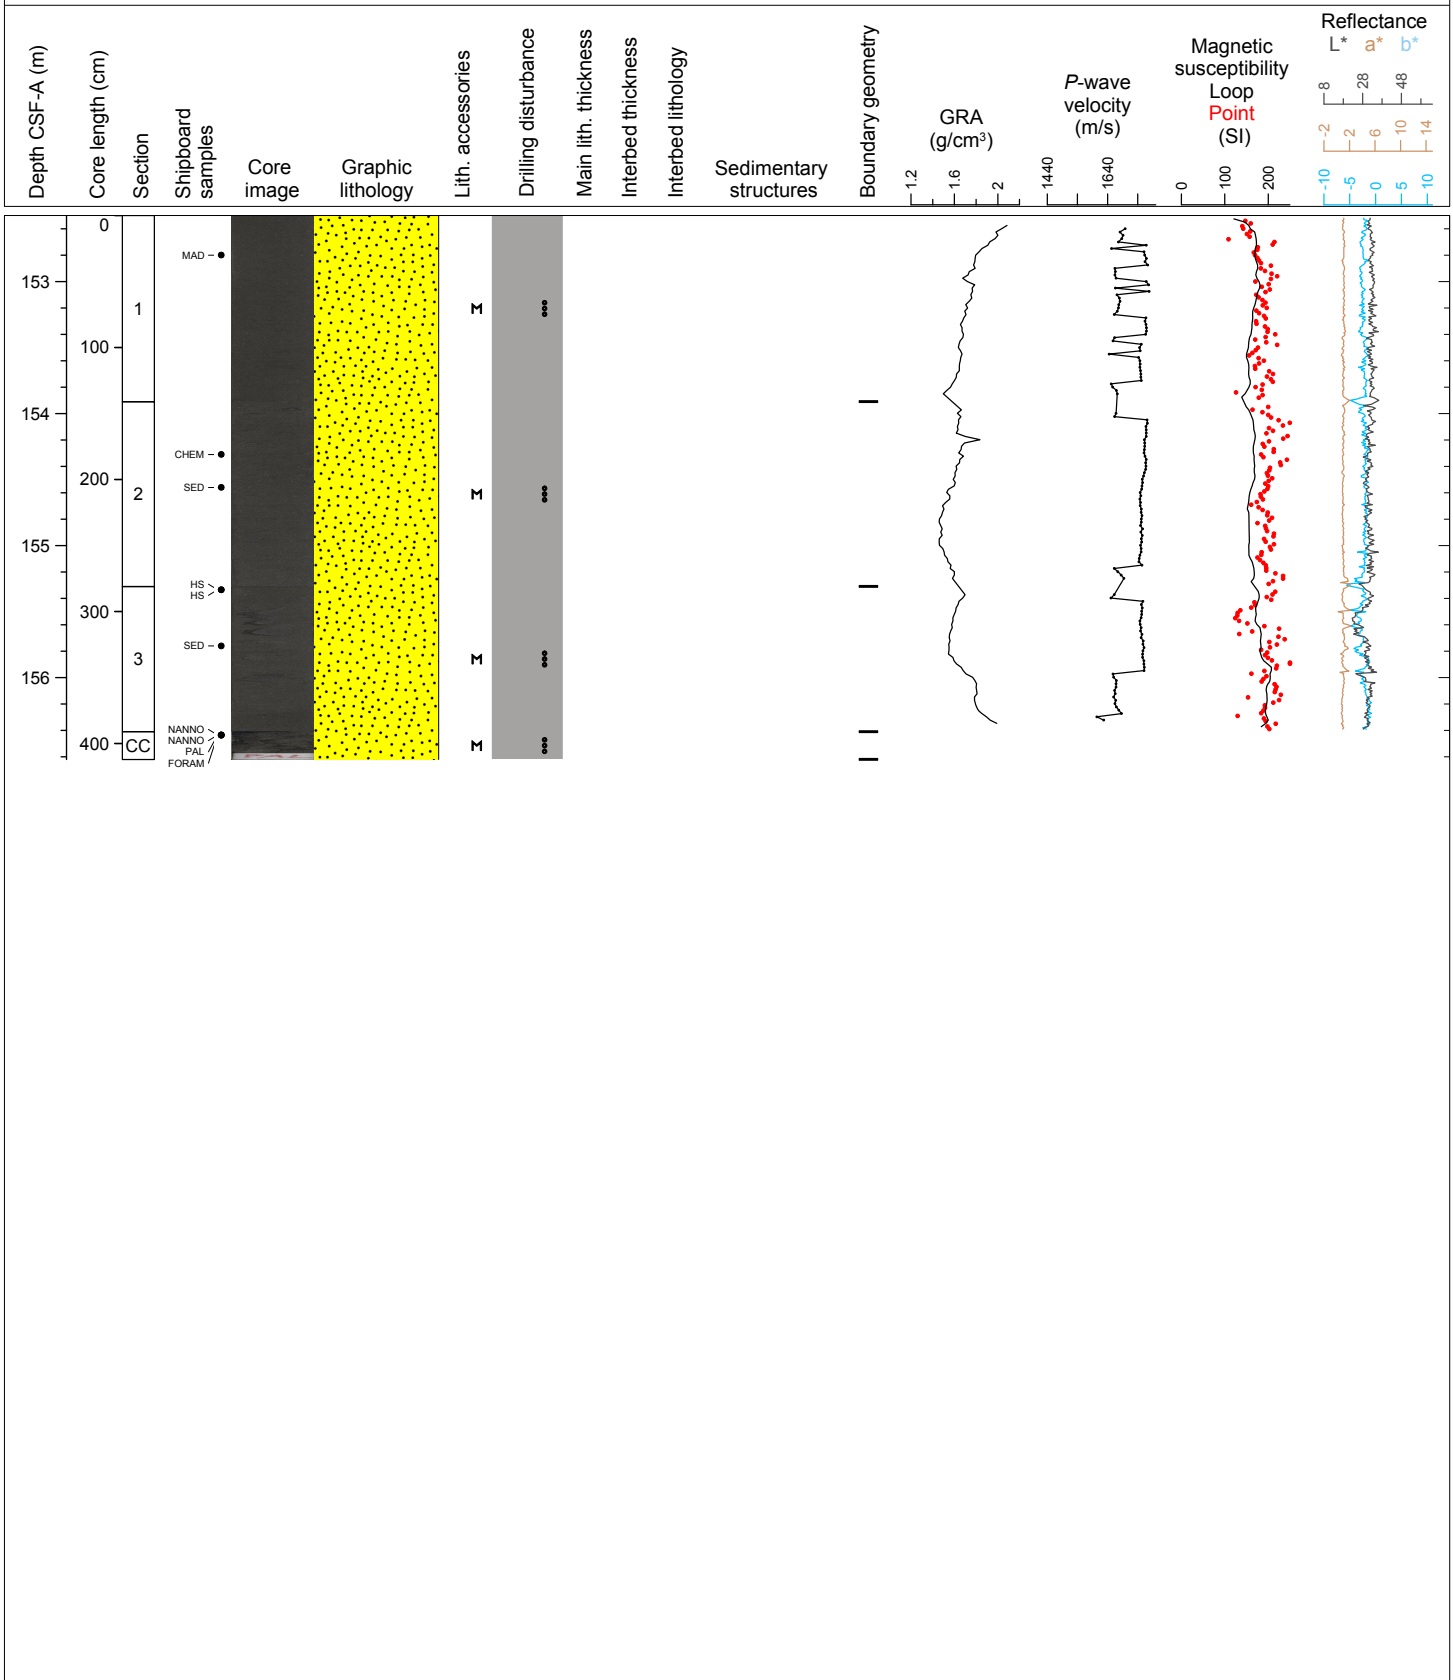 Depth CSF-A (m)
Core length (cm)
Section
Shipboard
samples
Core
image
Graphic
lithology
Lith. accessories
Drilling disturbance
Main lith. thickness
Interbed thickness
Interbed lithology
Sedimentary
structures
Boundary geometry
GRA
(g/cm³)
1.2 1.6 2
P-wave
velocity
(m/s)
1440 1640
Magnetic
susceptibility
Loop
Point
(SI)
0 100 200
Reflectance
L* a* b*
8 28 48
-2 2 6 10 14
-10 -5 0 5 10
0
MAD
153
1
M
100
154
CHEM
200
SED
2
M
155
HS
HS
300
SED
3
M
156
NANNO
400
CC
NANNO
M
PAL
FORAM